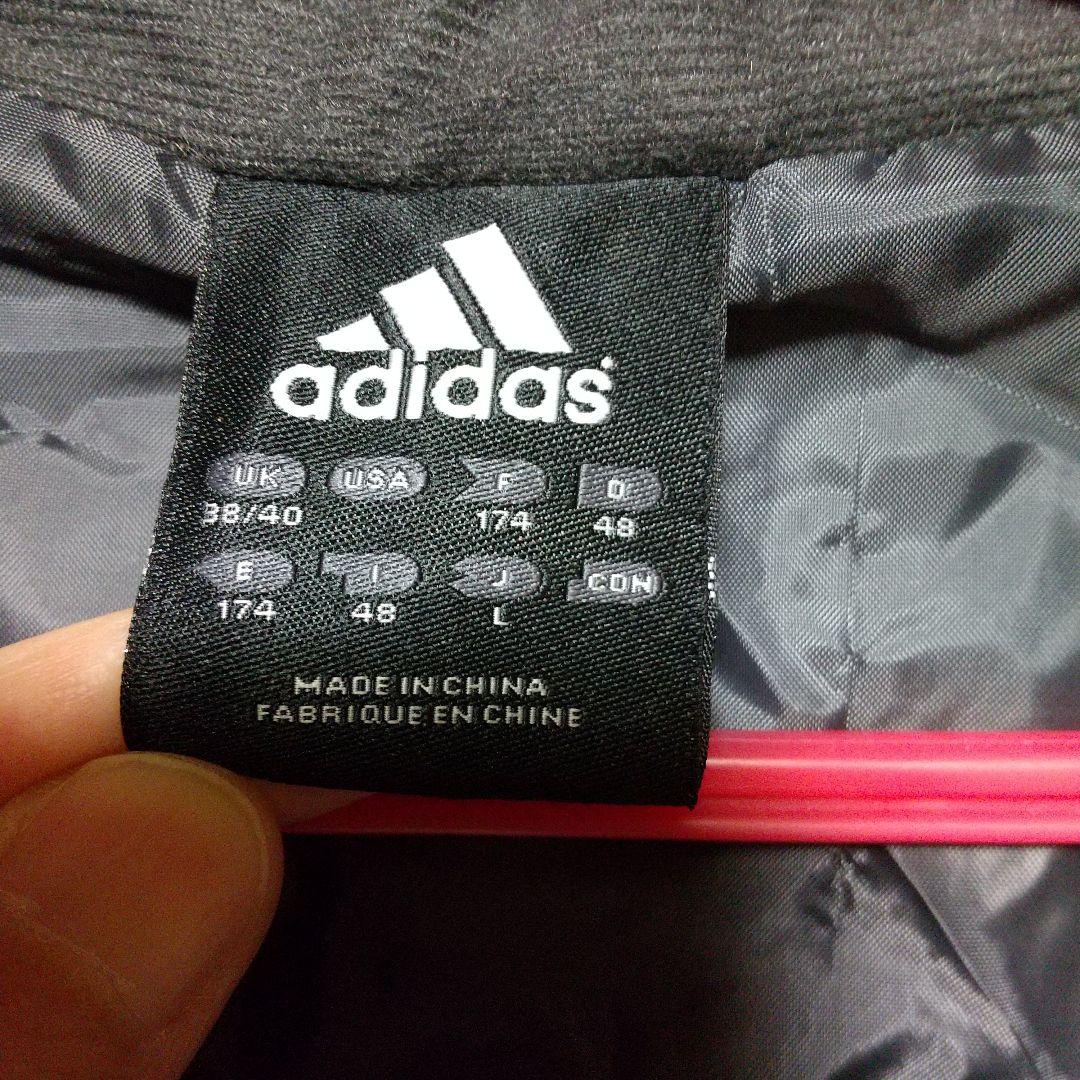 adidas
UK USA F D
38/40 174 48
E I J CDN
174 48 L
MADE IN CHINA
FABRIQUE EN CHINE